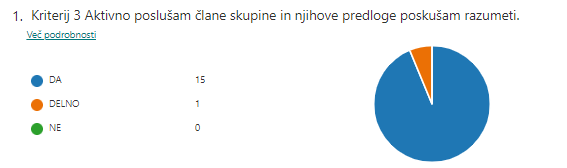 1. Kriterij 3 Aktivno poslušam člane skupine in njihove predloge poskušam razumeti.
Več podrobnosti
DA 15
DELNO 1
NE 0